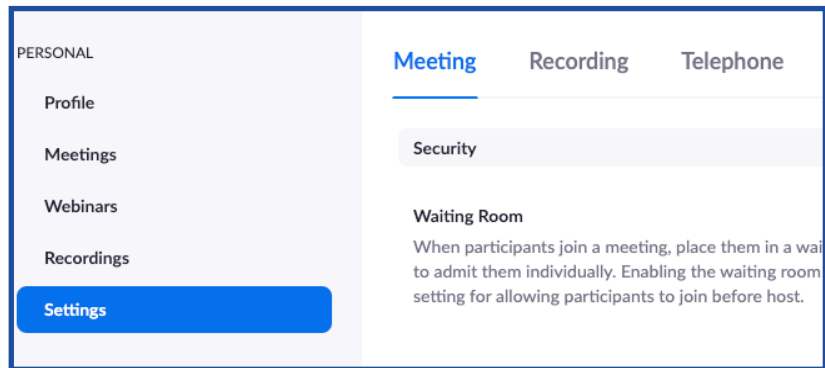 PERSONAL
Profile
Meetings
Webinars
Recordings
Settings
Meeting Recording Telephone
Security
Waiting Room
When participants join a meeting, place them in a wai
to admit them individually. Enabling the waiting room
setting for allowing participants to join before host.